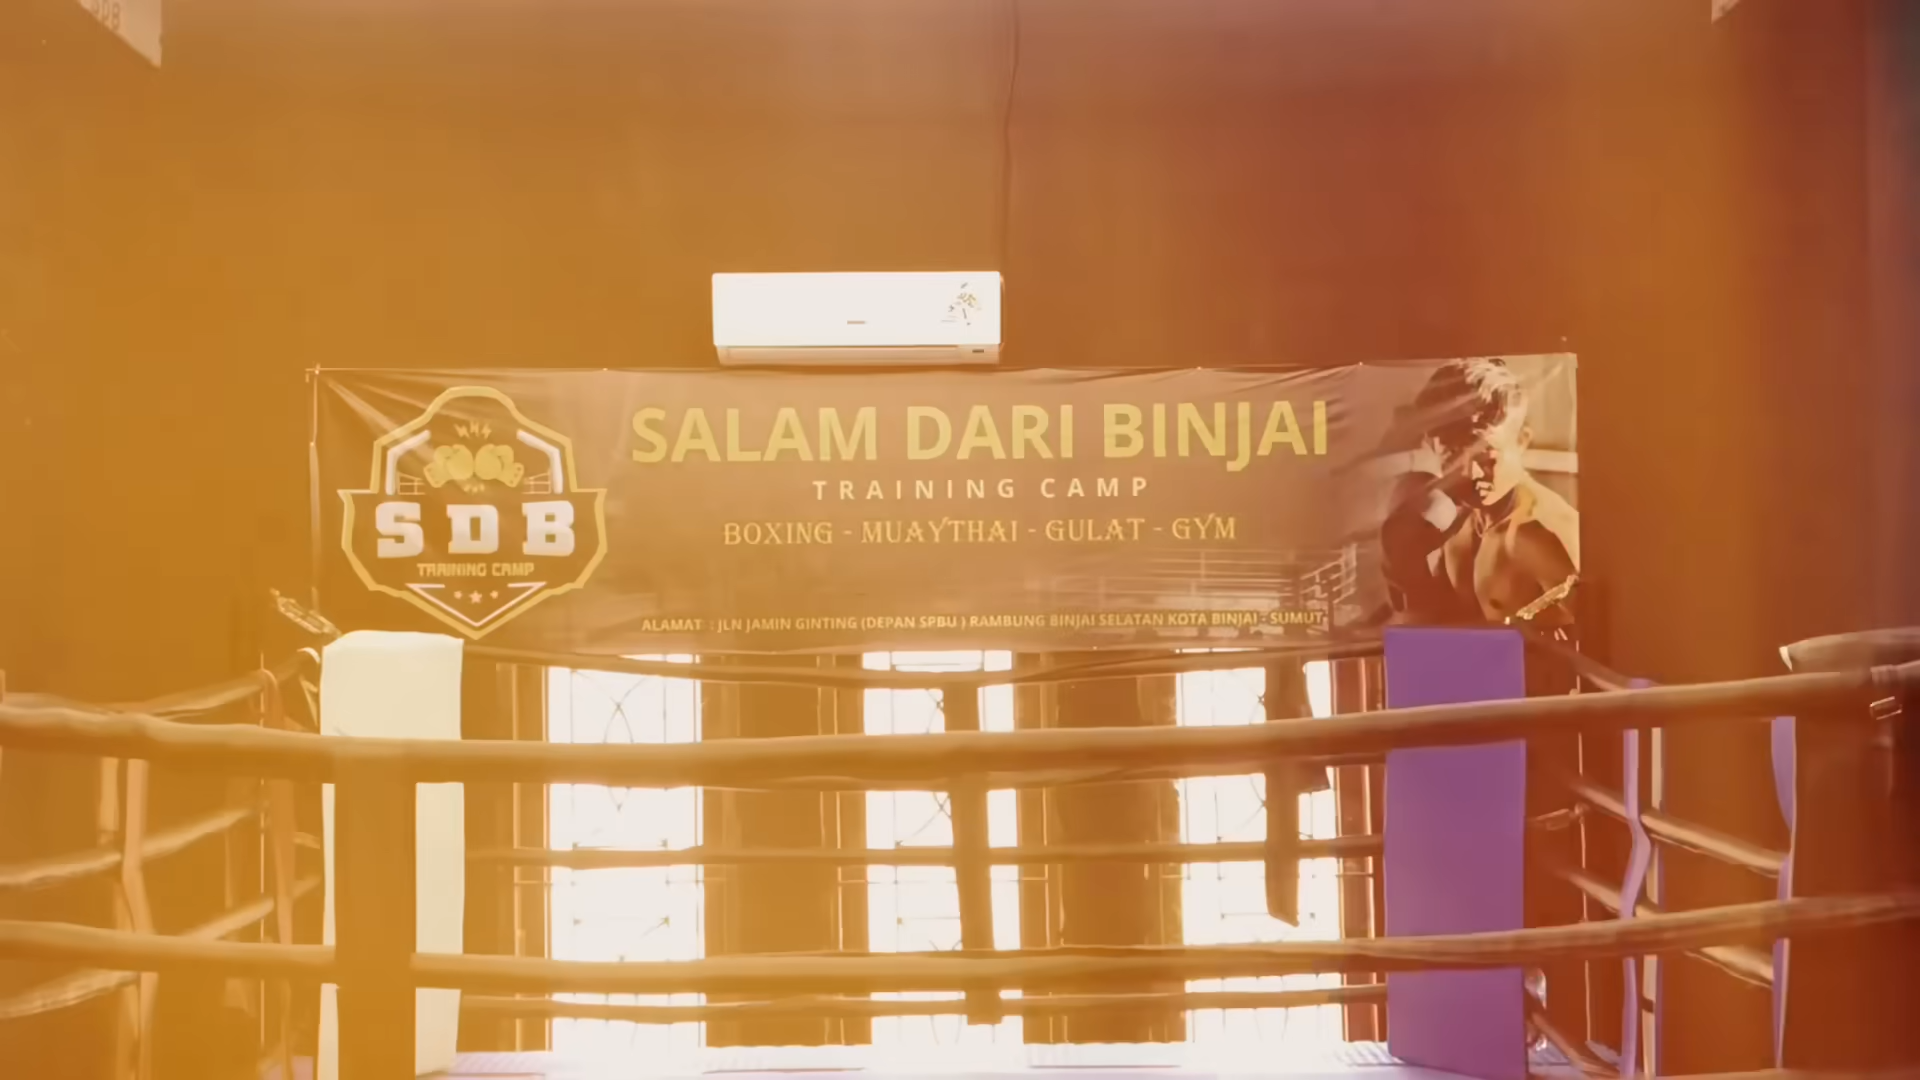 SDB
SALAM DARI BINJAI
TRAINING CAMP
BOXING - MUAYTHAI - GULAT - GYM
SDB
TRAINING CAMP
ALAMAT : JLN JAMIN GINTING (DEPAN SPBU ) RAMBUNG BINJAI SELATAN KOTA BINJAI - SUMUT